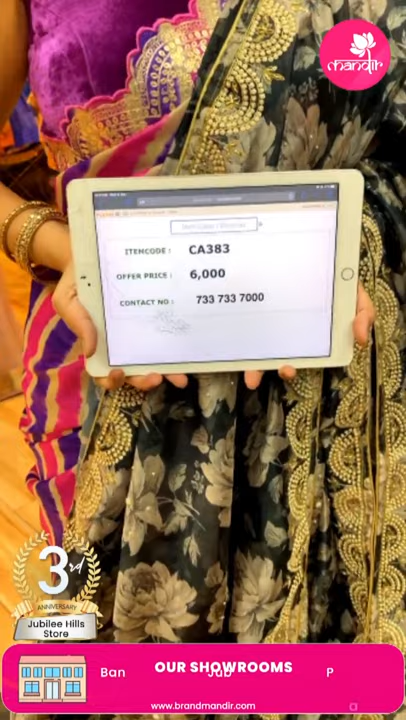 mandir
ITEMCODE : CA383
OFFER PRICE : 6,000
CONTACT NO : 733 733 7000
3rd
ANNIVERSARY
Jubilee Hills
Store
OUR SHOWROOMS
Ban Jub P
www.brandmandir.com